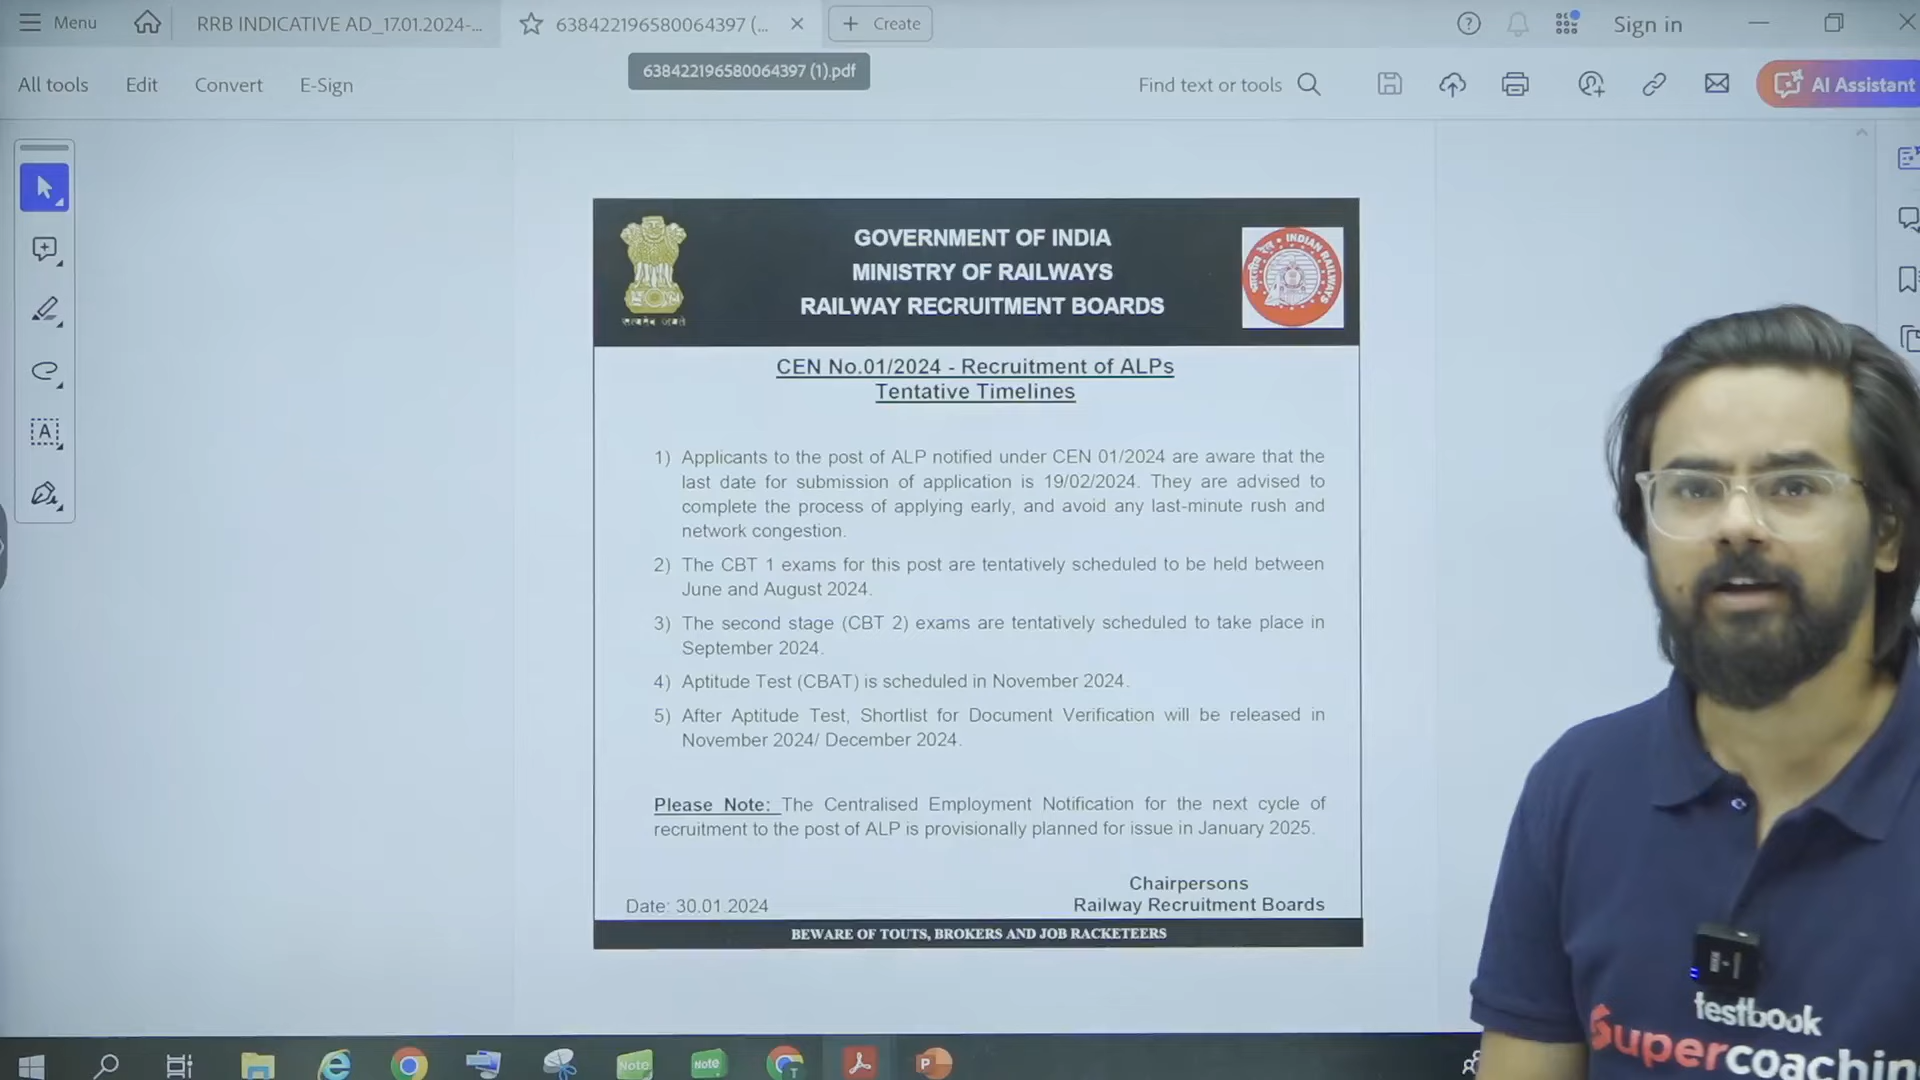 Menu
RRB INDICATIVE AD_17.01.2024-...
638422196580064397 (...
Create
Sign in
638422196580064397 (1).pdf
All tools
Edit
Convert
E-Sign
Find text or tools
AI Assistant
GOVERNMENT OF INDIA
MINISTRY OF RAILWAYS
RAILWAY RECRUITMENT BOARDS
सत्यमेव जयते
भारतीय रेल INDIAN RAILWAYS
CEN No.01/2024 - Recruitment of ALPs
Tentative Timelines
1) Applicants to the post of ALP notified under CEN 01/2024 are aware that the
last date for submission of application is 19/02/2024. They are advised to
complete the process of applying early, and avoid any last-minute rush and
network congestion.
2) The CBT 1 exams for this post are tentatively scheduled to be held between
June and August 2024.
3) The second stage (CBT 2) exams are tentatively scheduled to take place in
September 2024.
4) Aptitude Test (CBAT) is scheduled in November 2024.
5) After Aptitude Test, Shortlist for Document Verification will be released in
November 2024/ December 2024.
Please Note: The Centralised Employment Notification for the next cycle of
recruitment to the post of ALP is provisionally planned for issue in January 2025.
Chairpersons
Date: 30.01.2024
Railway Recruitment Boards
BEWARE OF TOUTS, BROKERS AND JOB RACKETEERS
Note
Note
testbook
Supercoaching